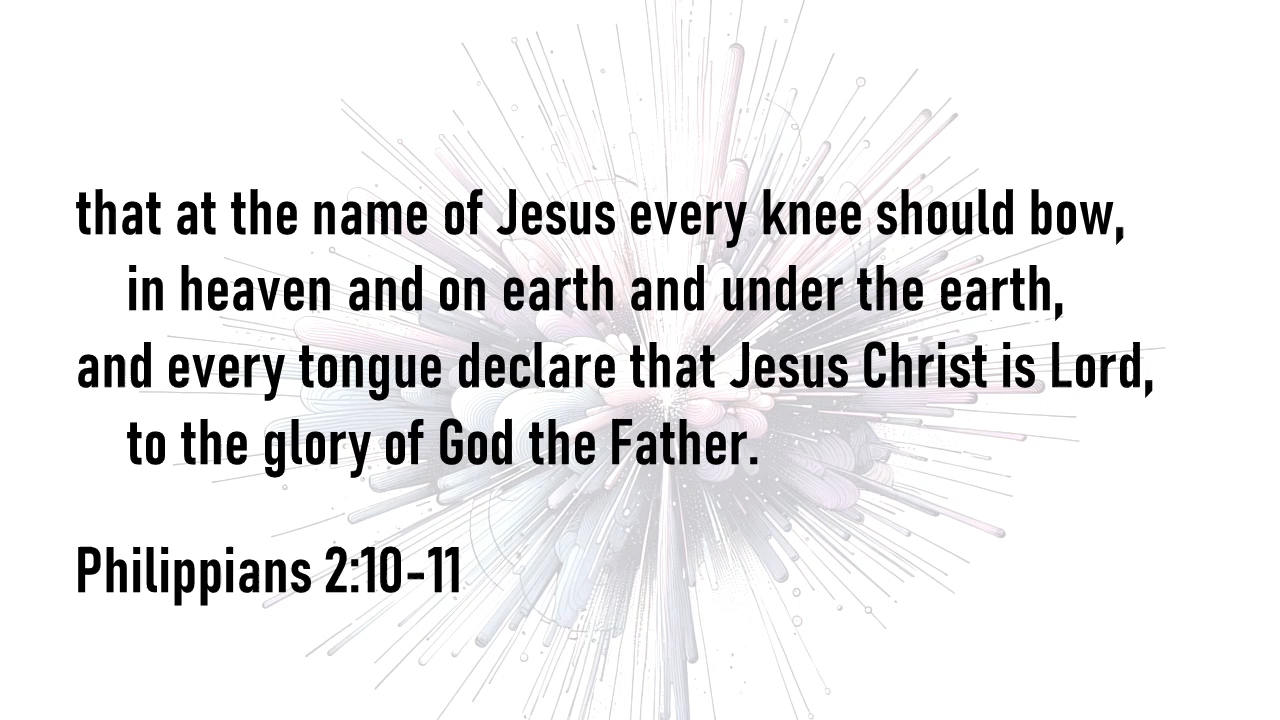 that at the name of Jesus every knee should bow,
in heaven and on earth and under the earth,
and every tongue declare that Jesus Christ is Lord,
to the glory of God the Father.
Philippians 2:10-11